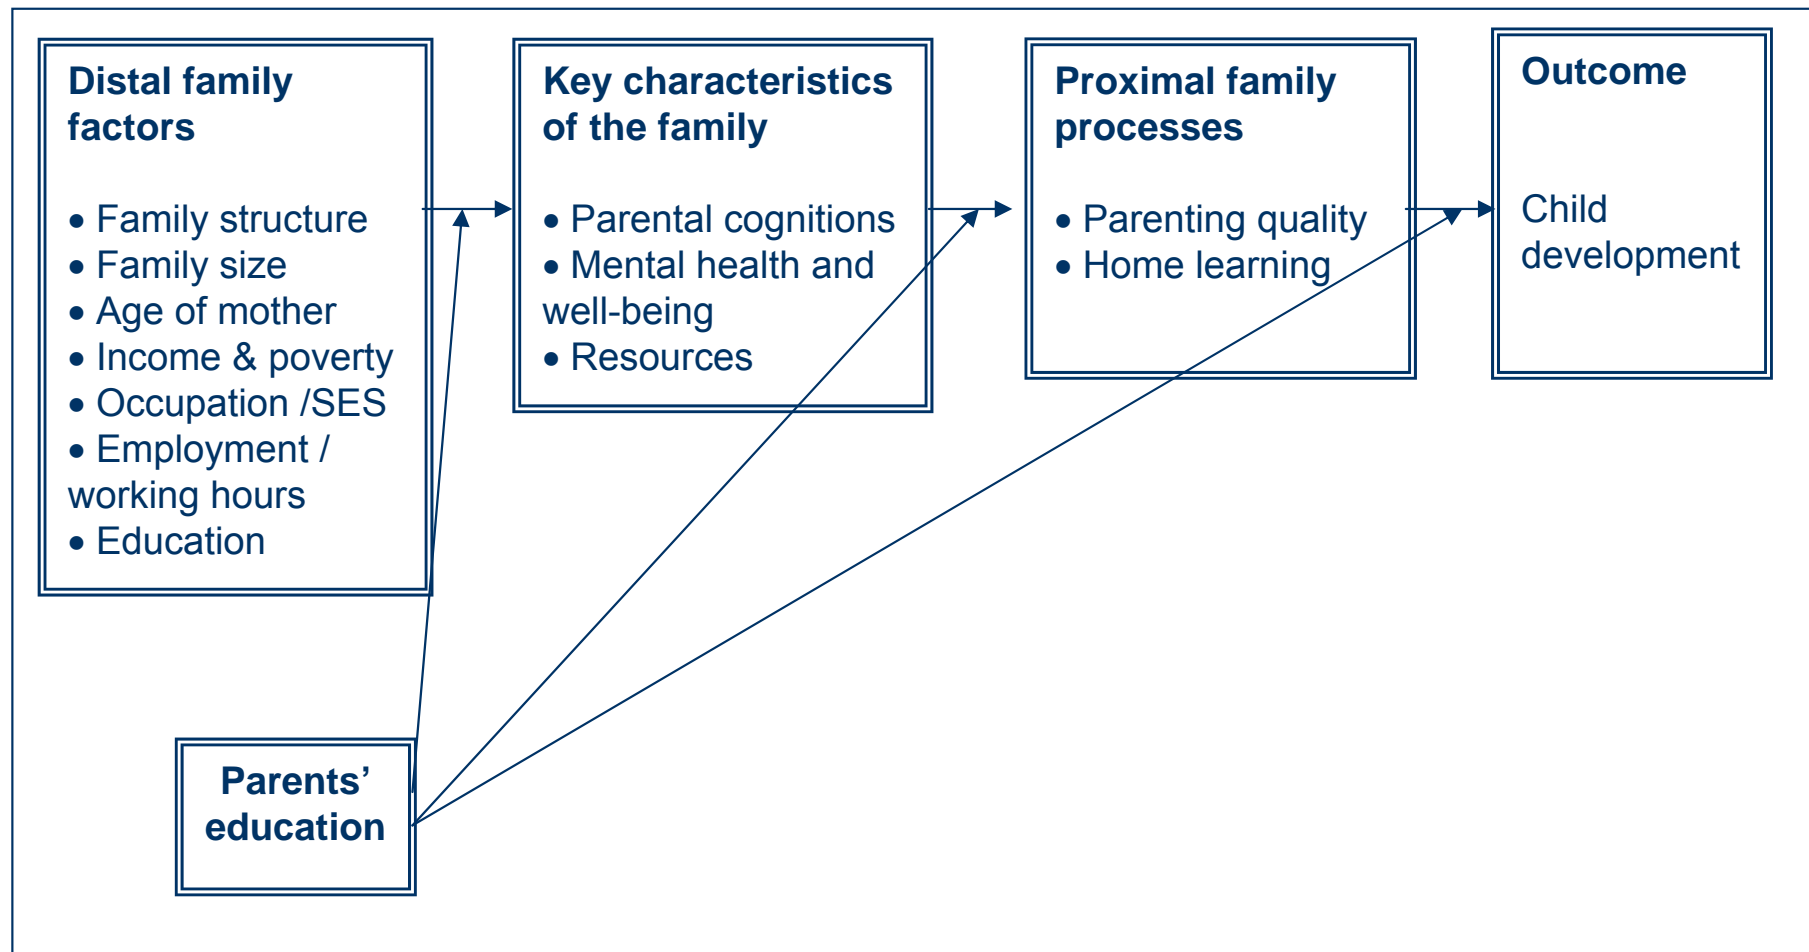 Distal family
factors
• Family structure
• Family size
• Age of mother
• Income & poverty
• Occupation /SES
• Employment /
working hours
• Education
Key characteristics
of the family
• Parental cognitions
• Mental health and
well-being
• Resources
Proximal family
processes
• Parenting quality
• Home learning
Outcome
Child
development
Parents’
education